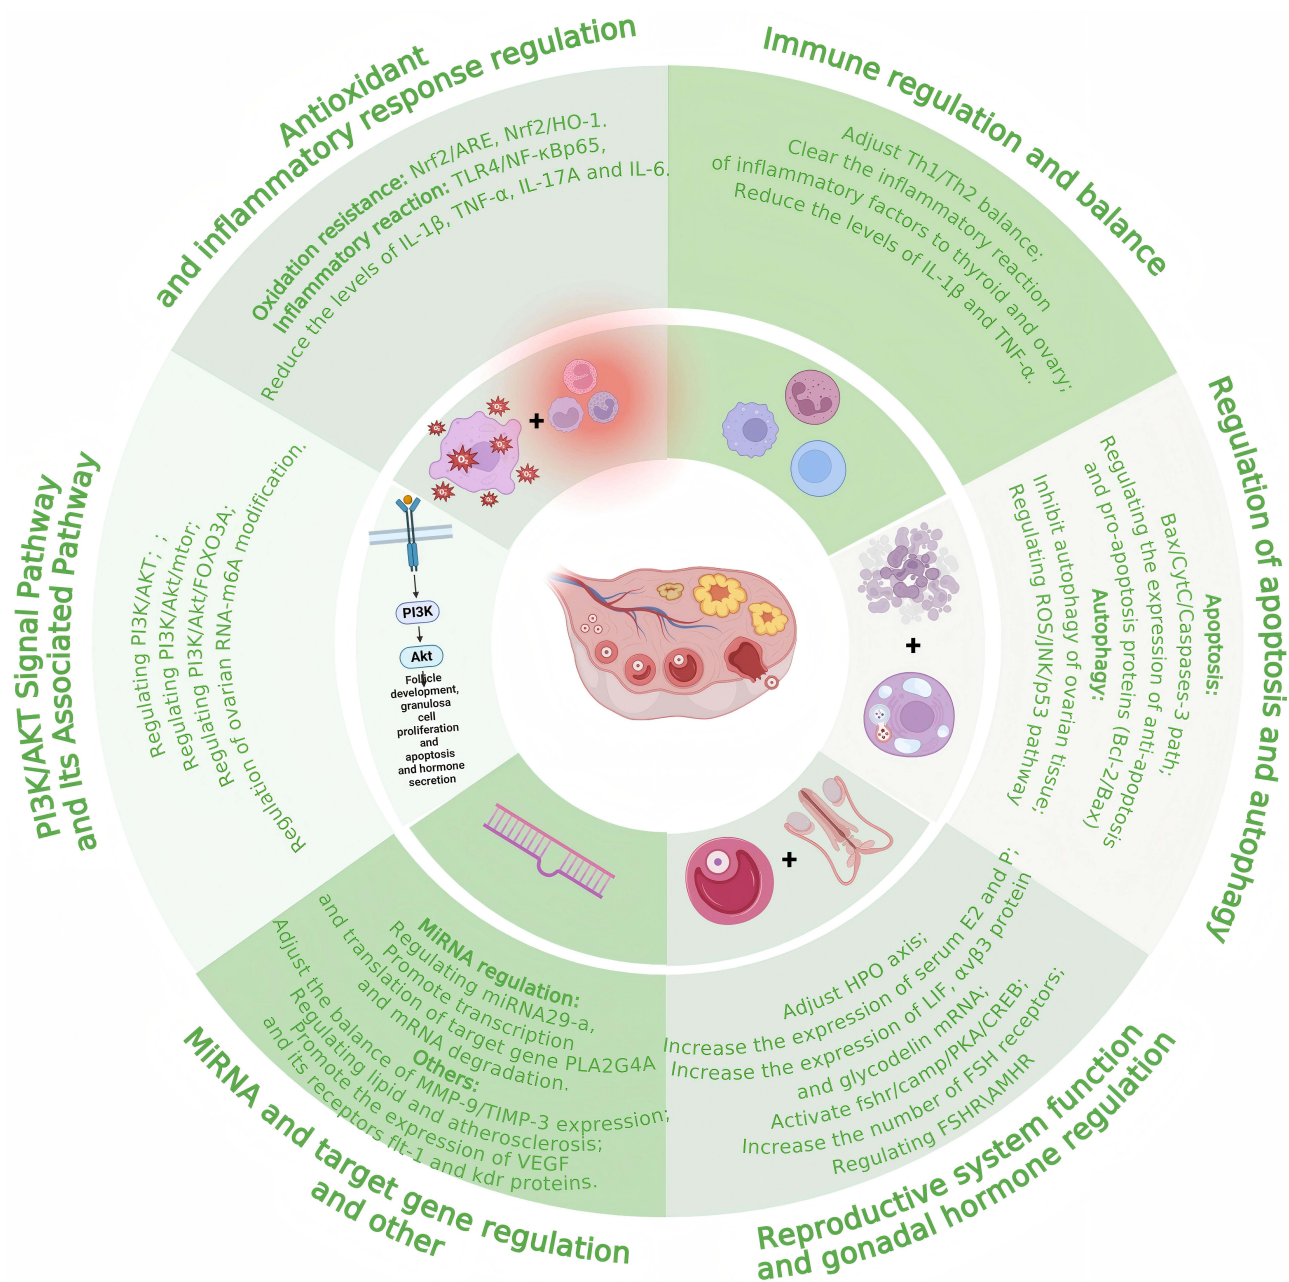 Antioxidant
and inflammatory response regulation
Oxidation resistance: Nrf2/ARE, Nrf2/HO-1.
Inflammatory reaction: TLR4/NF-κBp65,
Reduce the levels of IL-1β, TNF-α, IL-17A and IL-6.
Immune regulation and balance
Adjust Th1/Th2 balance;
Clear the inflammatory reaction
of inflammatory factors to thyroid and ovary;
Reduce the levels of IL-1β and TNF-α.
Regulation of apoptosis and autophagy
Apoptosis:
Bax/CytC/Caspases-3 path;
Regulating the expression of anti-apoptosis
and pro-apoptosis proteins (Bcl-2/Bax)
Autophagy:
Inhibit autophagy of ovarian tissue;
Regulating ROS/JNK/p53 pathway
Reproductive system function
and gonadal hormone regulation
Adjust HPO axis;
Increase the expression of serum E2 and P;
Increase the expression of LIF, αvβ3 protein
and glycodelin mRNA;
Activate fshr/camp/PKA/CREB;
Increase the number of FSH receptors;
Regulating FSHR\AMHR
MiRNA and target gene regulation
and other
MiRNA regulation:
Regulating miRNA29-a,
Promote transcription
and translation of target gene PLA2G4A
and mRNA degradation.
Others:
Adjust the balance of MMP-9/TIMP-3 expression;
Regulating lipid and atherosclerosis;
Promote the expression of VEGF
and its receptors flt-1 and kdr proteins.
PI3K/AKT Signal Pathway
and Its Associated Pathway
Regulating PI3K/AKT; ;
Regulating PI3K/Akt/mtor;
Regulating PI3K/Akt/FOXO3A;
Regulation of ovarian RNA-m6A modification.
PI3K
Akt
Follicle
development,
granulosa
cell
proliferation
and
apoptosis
and hormone
secretion
+
+
+
O₂
O₂
O₂
O₂
O₂
O₂
O₂